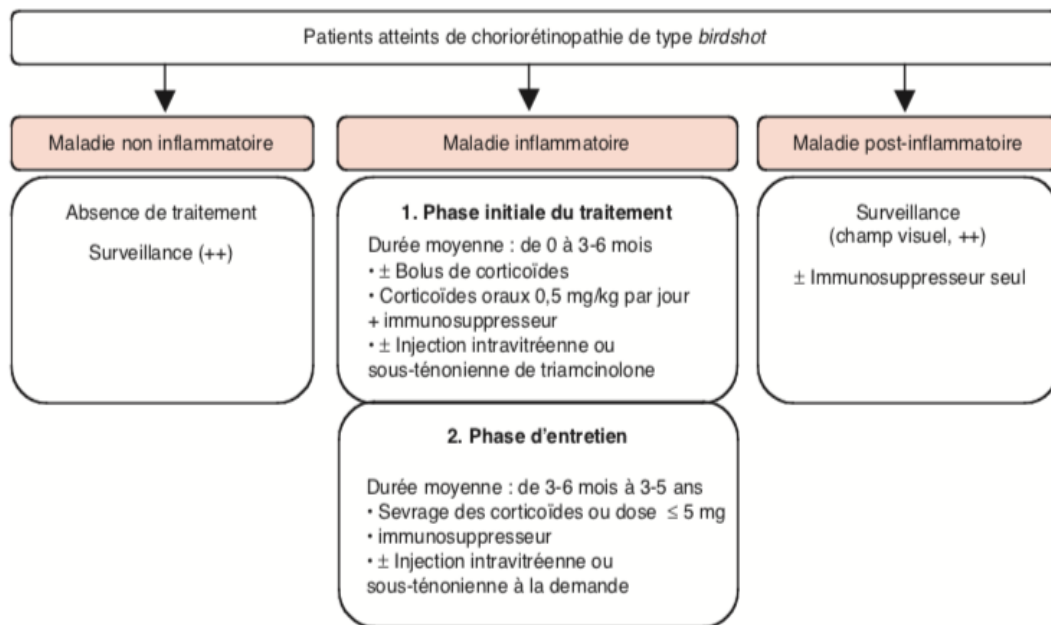 Patients atteints de choriorétinopathie de type birdshot
Maladie non inflammatoire
Absence de traitement
Surveillance (++)
Maladie inflammatoire
1. Phase initiale du traitement
Durée moyenne : de 0 à 3-6 mois
• ± Bolus de corticoïdes
• Corticoïdes oraux 0,5 mg/kg par jour
+ immunosuppresseur
• ± Injection intravitréenne ou
sous-ténonienne de triamcinolone
2. Phase d'entretien
Durée moyenne : de 3-6 mois à 3-5 ans
• Sevrage des corticoïdes ou dose ≤ 5 mg
• immunosuppresseur
• ± Injection intravitréenne ou
sous-ténonienne à la demande
Maladie post-inflammatoire
Surveillance
(champ visuel, ++)
± Immunosuppresseur seul